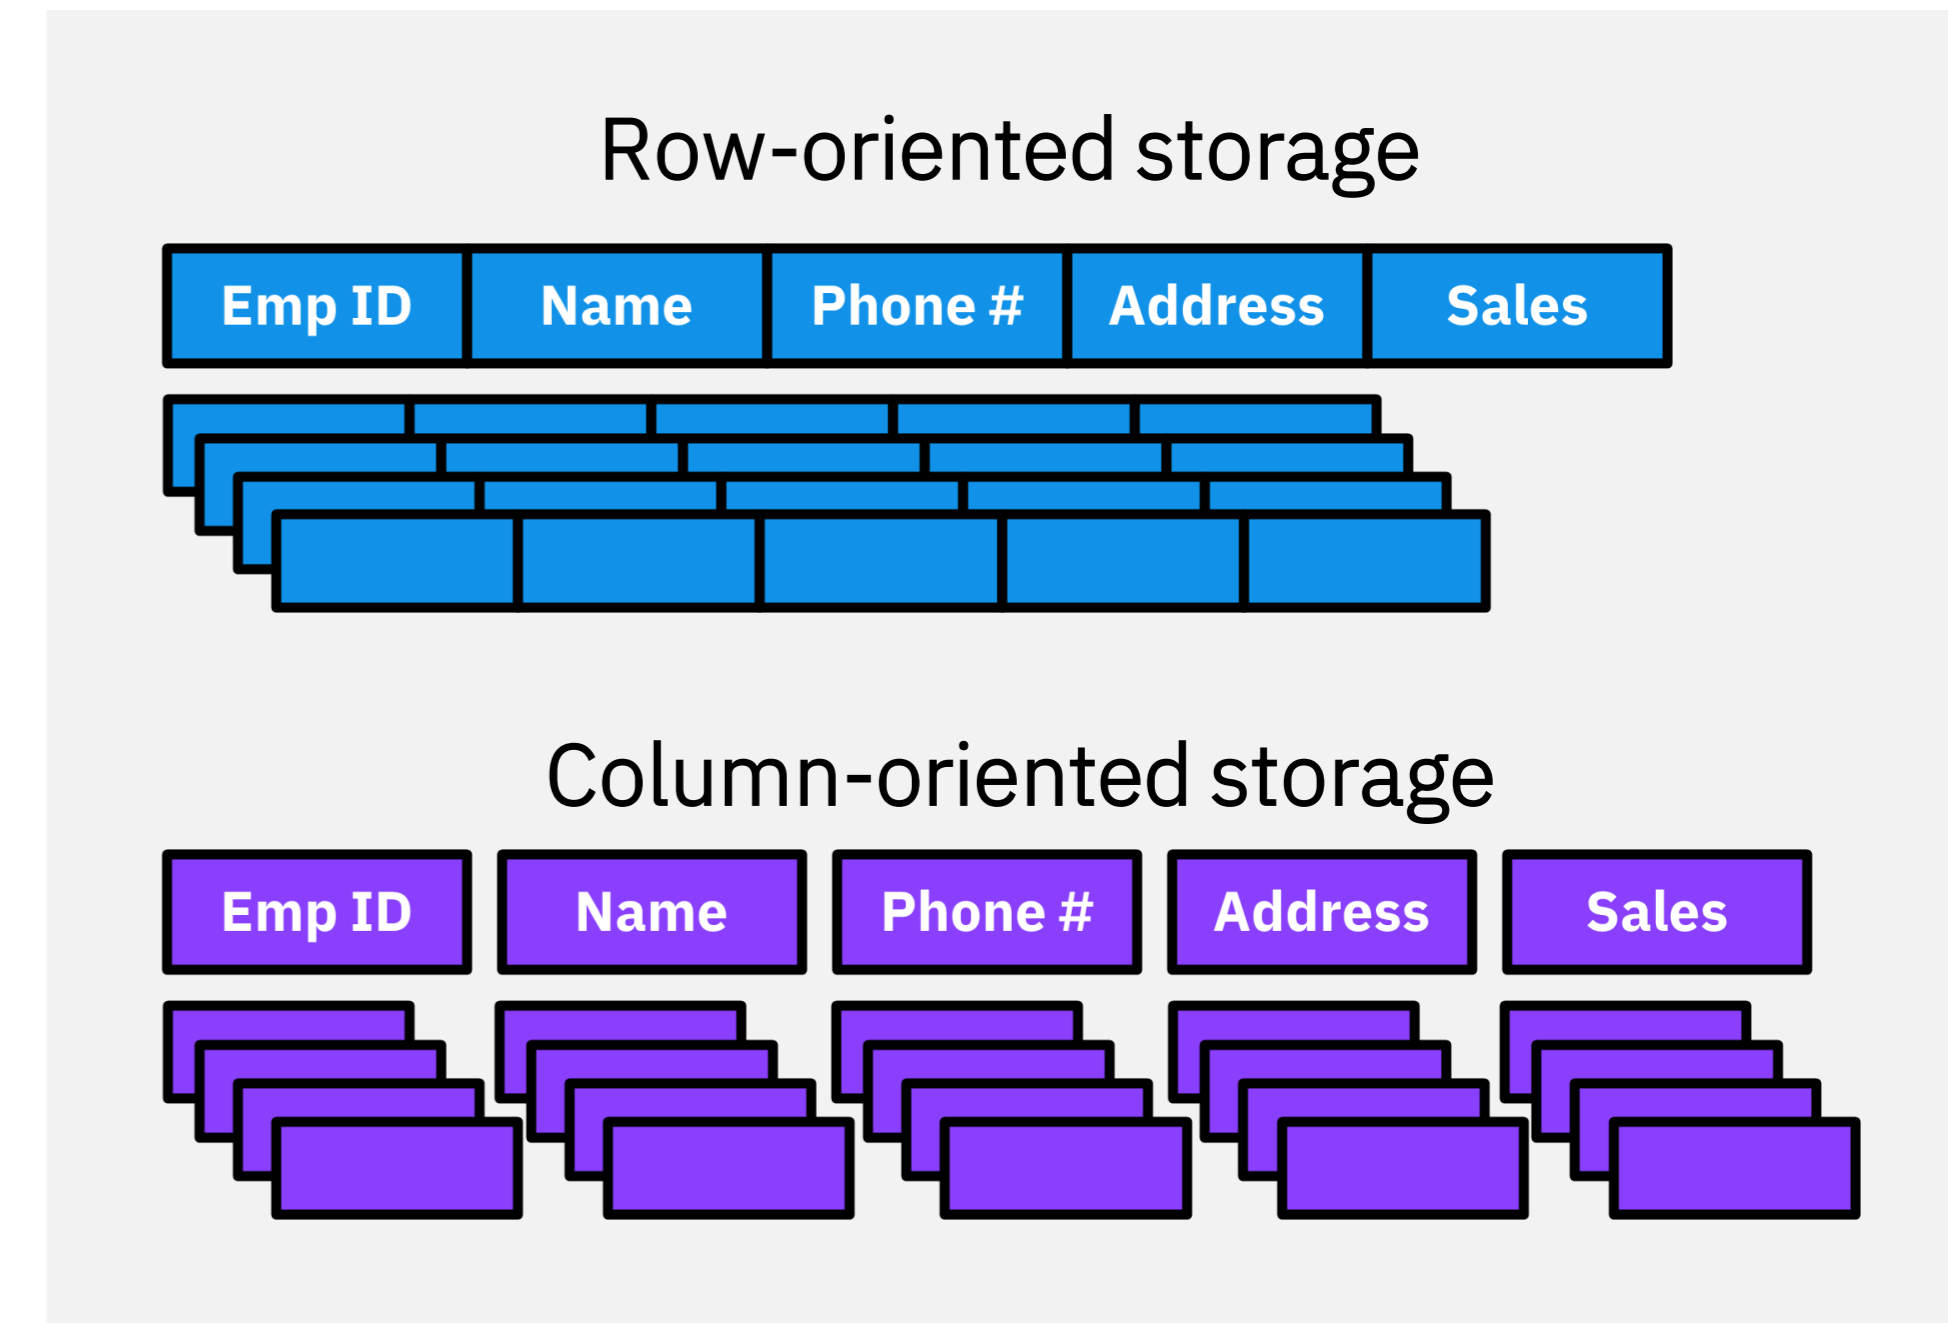 Row-oriented storage
Emp ID Name Phone # Address Sales
Column-oriented storage
Emp ID Name Phone # Address Sales